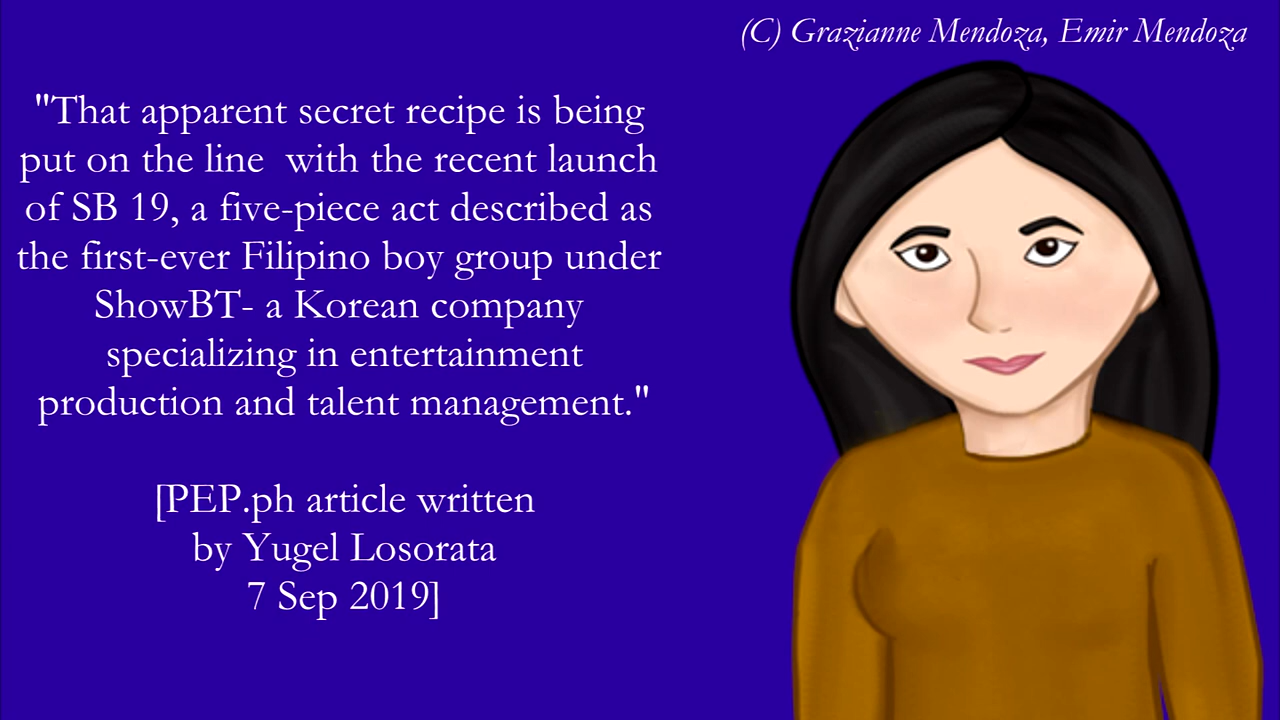 (C) Grazianne Mendoza, Emir Mendoza
"That apparent secret recipe is being
put on the line  with the recent launch
of SB 19, a five-piece act described as
the first-ever Filipino boy group under
ShowBT- a Korean company
specializing in entertainment
production and talent management."
[PEP.ph article written
by Yugel Losorata
7 Sep 2019]